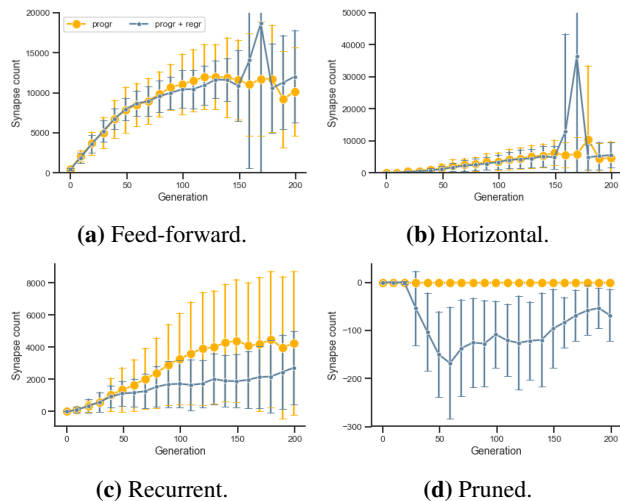 progr
progr + regr
Synapse count
20000
15000
10000
5000
0
0 50 100 150 200
Generation
(a) Feed-forward.
Synapse count
50000
40000
30000
20000
10000
0
0 50 100 150 200
Generation
(b) Horizontal.
Synapse count
8000
6000
4000
2000
0
0 50 100 150 200
Generation
(c) Recurrent.
Synapse count
0
−100
−200
−300
0 50 100 150 200
Generation
(d) Pruned.